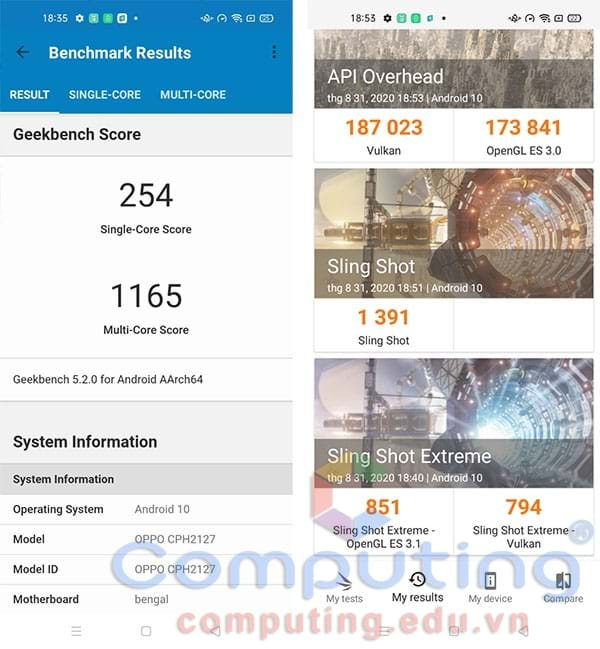 18:35
22
Benchmark Results
RESULT SINGLE-CORE MULTI-CORE
Geekbench Score
254
Single-Core Score
1165
Multi-Core Score
Geekbench 5.2.0 for Android AArch64
System Information
System Information
Operating System Android 10
Model OPPO CPH2127
Model ID OPPO CPH2127
Motherboard bengal
18:53
22
API Overhead
thg 8 31, 2020 18:53 | Android 10
187 023 173 841
Vulkan OpenGL ES 3.0
Sling Shot
thg 8 31, 2020 18:51 | Android 10
1 391
Sling Shot
Sling Shot Extreme
thg 8 31, 2020 18:40 | Android 10
851 794
Sling Shot Extreme - Sling Shot Extreme -
OpenGL ES 3.1 Vulkan
My tests My results My device Compare
Computing
computing.edu.vn